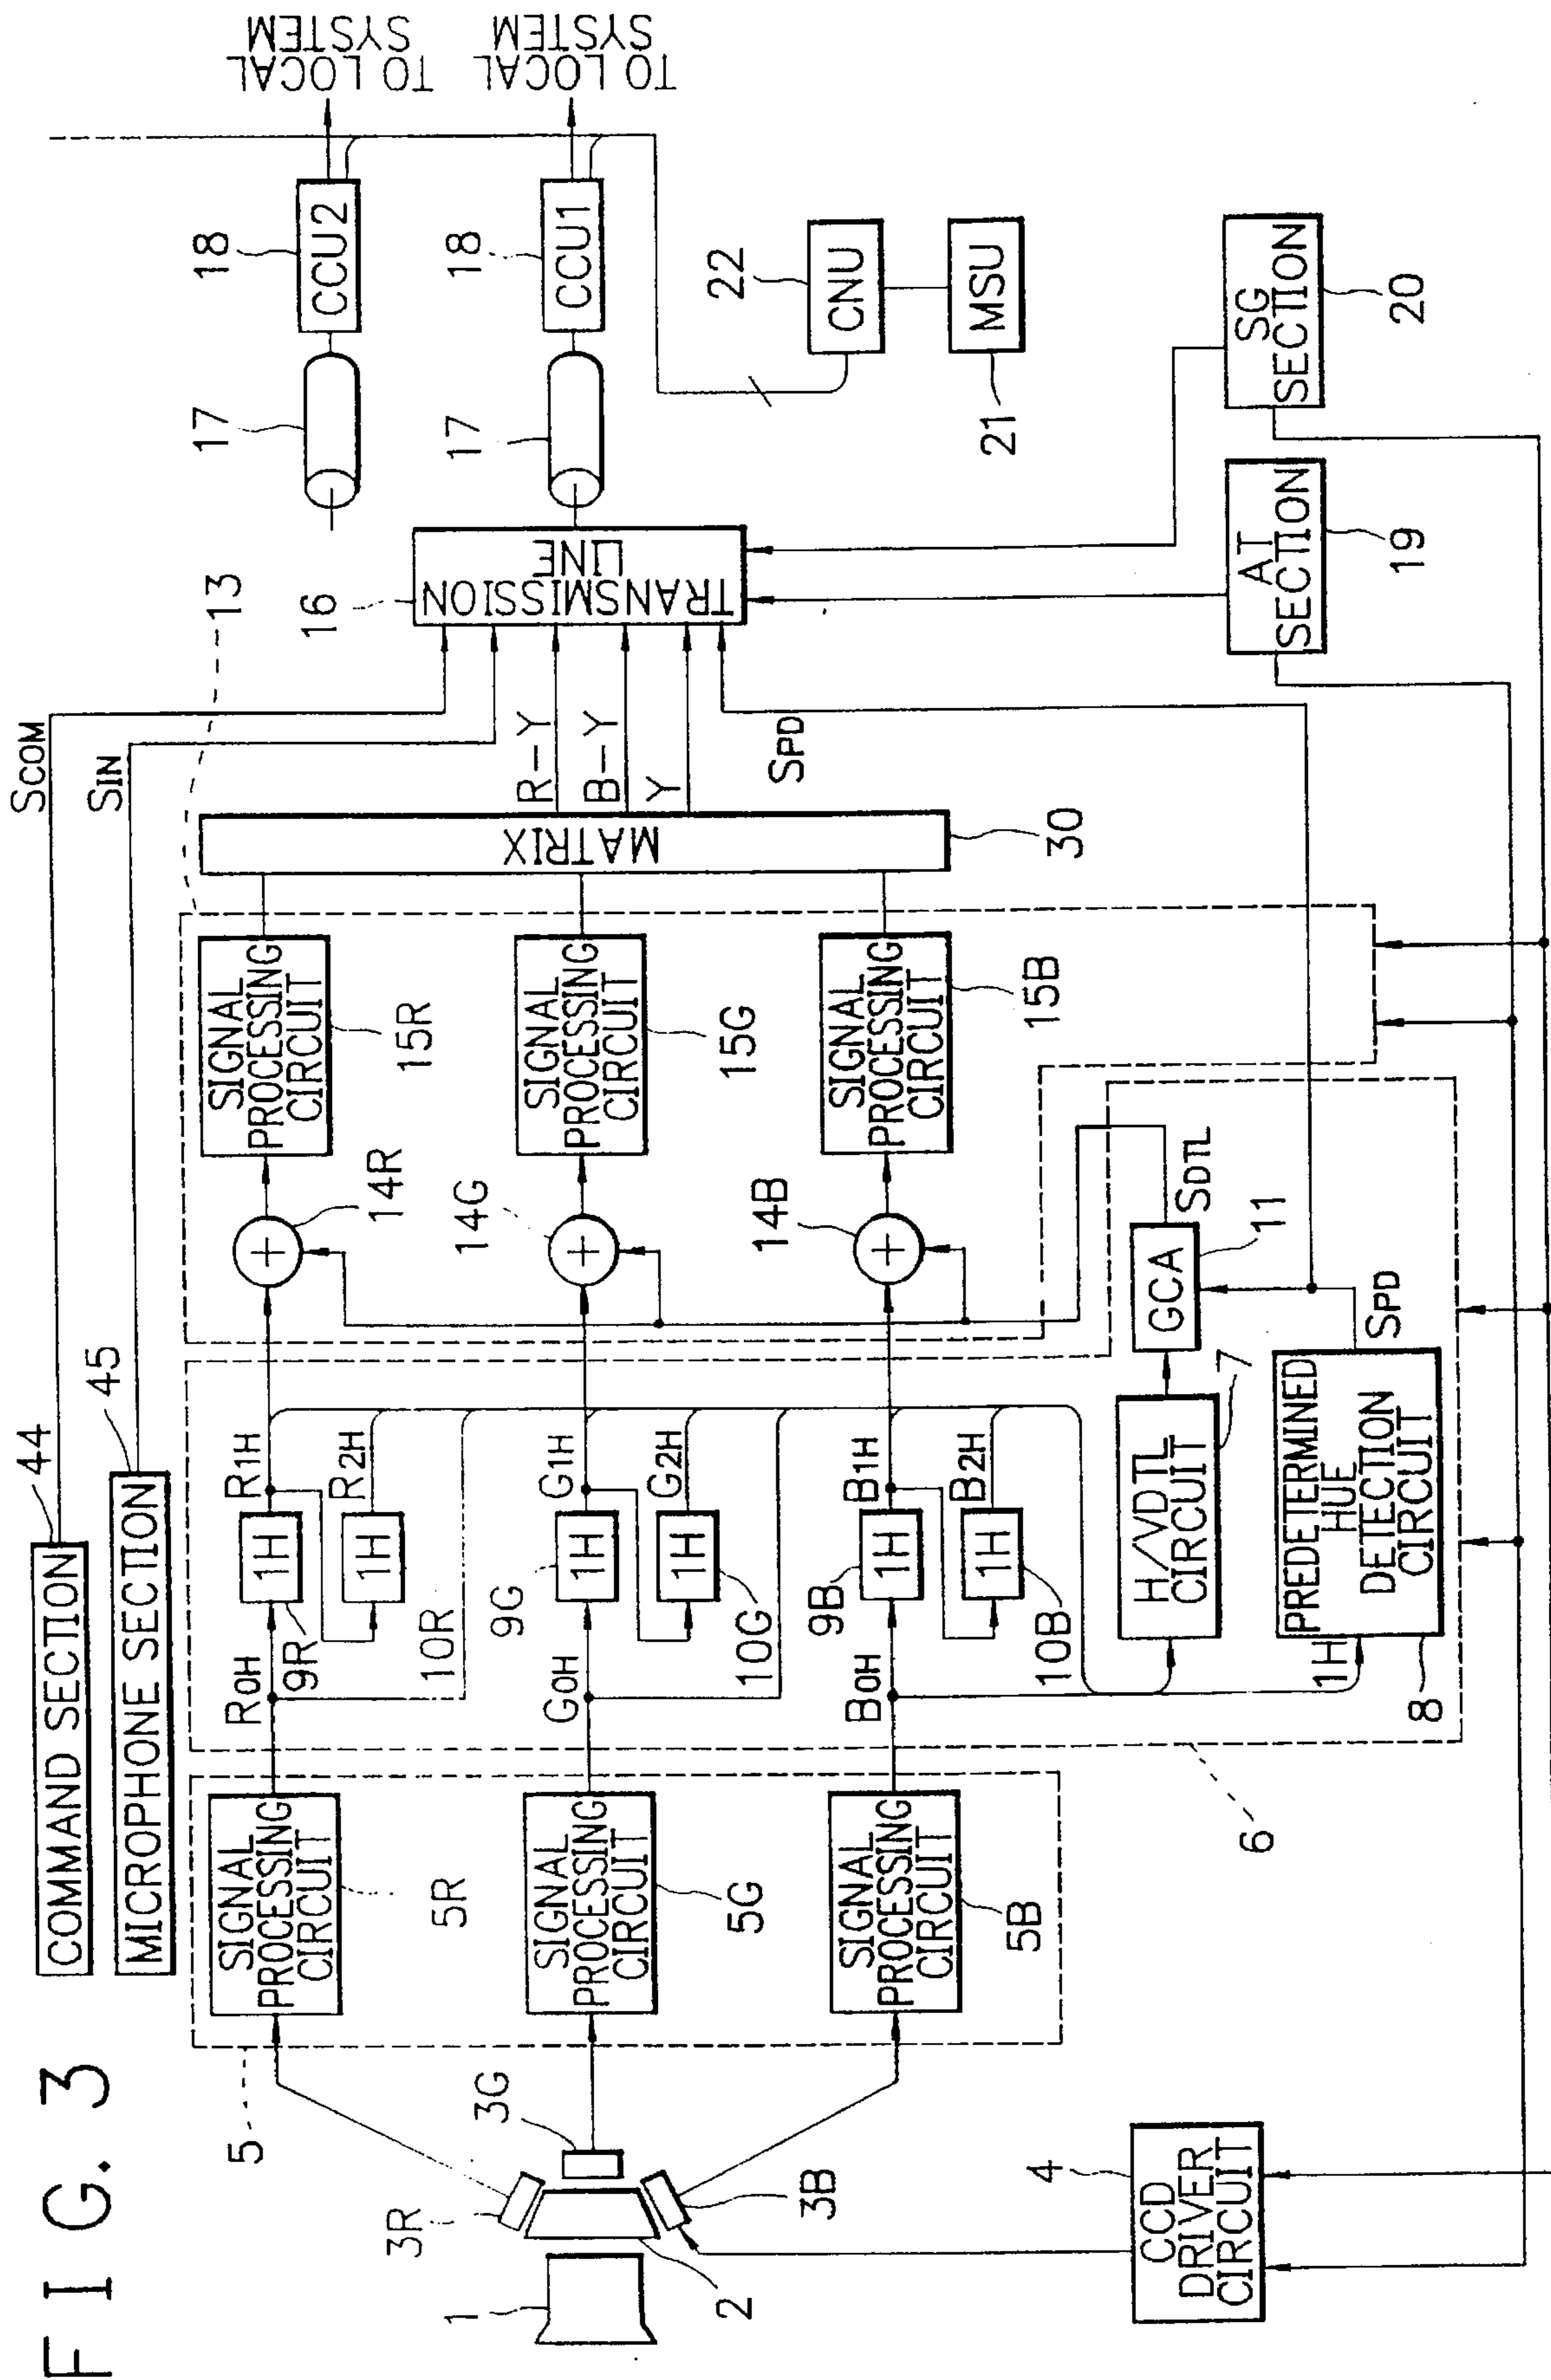 FIG. 3
COMMAND SECTION
44
MICROPHONE SECTION
45
SCOM
SIN
1
2
3R
3G
3B
4
CCD
DRIVER
CIRCUIT
5
SIGNAL
PROCESSING
CIRCUIT
5R
SIGNAL
PROCESSING
CIRCUIT
5G
SIGNAL
PROCESSING
CIRCUIT
5B
6
R0H
1H
9R
R1H
1H
10R
R2H
G0H
1H
9G
G1H
1H
10G
G2H
B0H
1H
9B
B1H
1H
10B
B2H
H/VDTL
CIRCUIT
7
1H
PREDETERMINED
HUE
DETECTION
CIRCUIT
8
SPD
GCA
11
SDTL
13
+
14R
+
14G
+
14B
SIGNAL
PROCESSING
CIRCUIT
15R
SIGNAL
PROCESSING
CIRCUIT
15G
SIGNAL
PROCESSING
CIRCUIT
15B
MATRIX
30
R-Y
B-Y
Y
SPD
16
TRANSMISSION
LINE
17
17
18
CCU2
18
CCU1
TO LOCAL
SYSTEM
TO LOCAL
SYSTEM
22
CNU
MSU
21
AT
SECTION
19
SG
SECTION
20